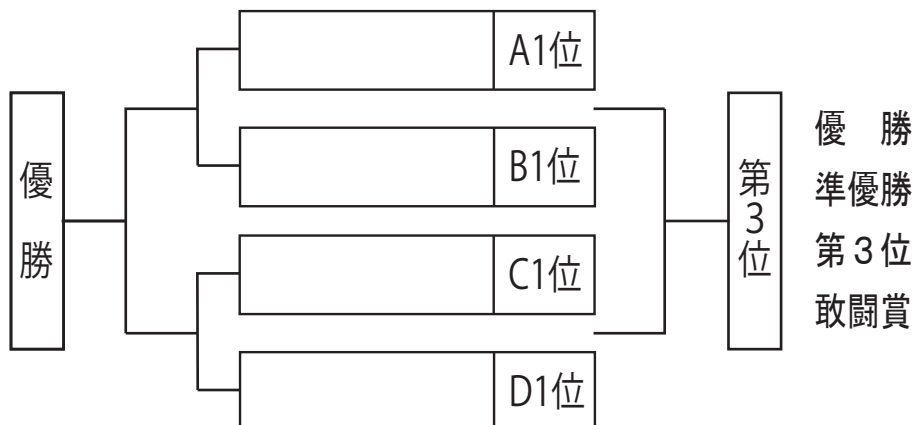 優勝
A1位
B1位
C1位
D1位
第3位
優　勝
準優勝
第３位
敢闘賞